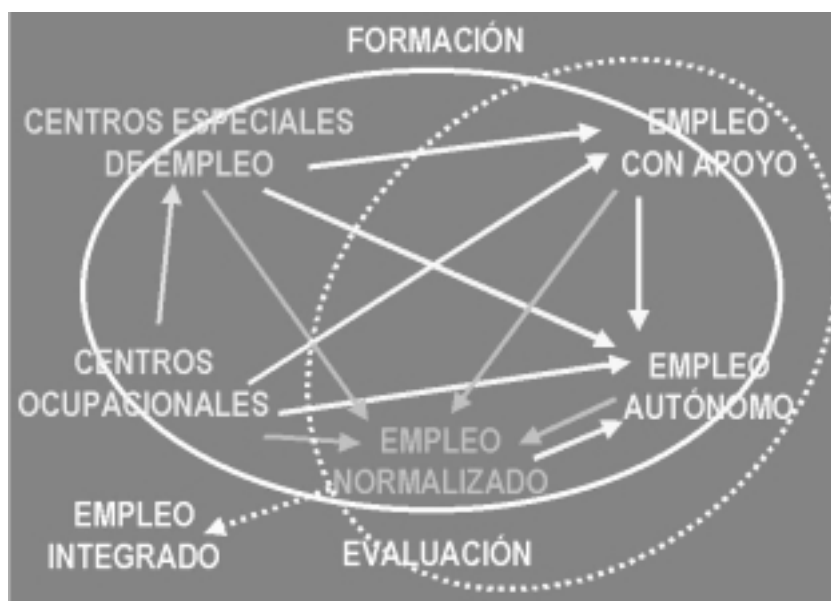 FORMACIÓN
CENTROS ESPECIALES
DE EMPLEO
EMPLEO
CON APOYO
CENTROS
OCUPACIONALES
EMPLEO
AUTÓNOMO
EMPLEO
NORMALIZADO
EMPLEO
INTEGRADO
EVALUACIÓN